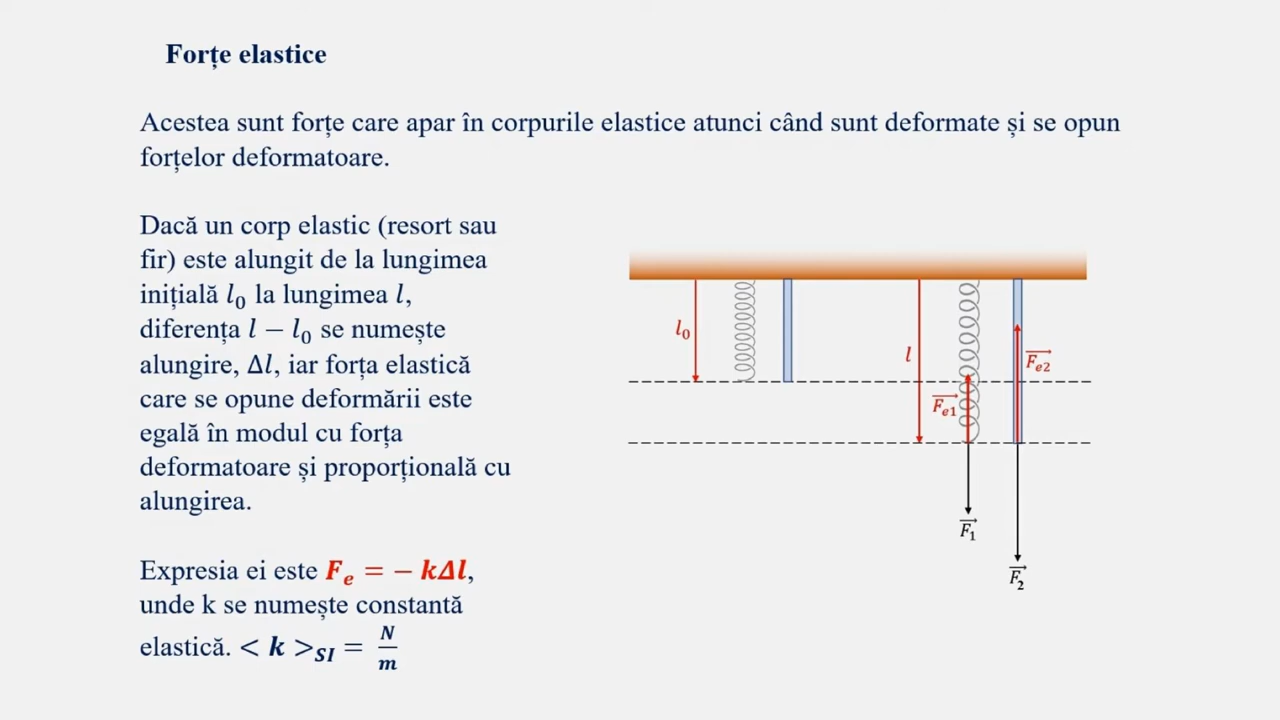 Forțe elastice
Acestea sunt forțe care apar în corpurile elastice atunci când sunt deformate și se opun
forțelor deformatoare.
Dacă un corp elastic (resort sau
fir) este alungit de la lungimea
inițială l₀ la lungimea l,
diferența l − l₀ se numește
alungire, Δl, iar forța elastică
care se opune deformării este
egală în modul cu forța
deformatoare și proporțională cu
alungirea.
Expresia ei este Fₑ = − kΔl,
unde k se numește constantă
elastică. < k >SI = N/m
l₀
l
Fe1
Fe2
F₁
F₂